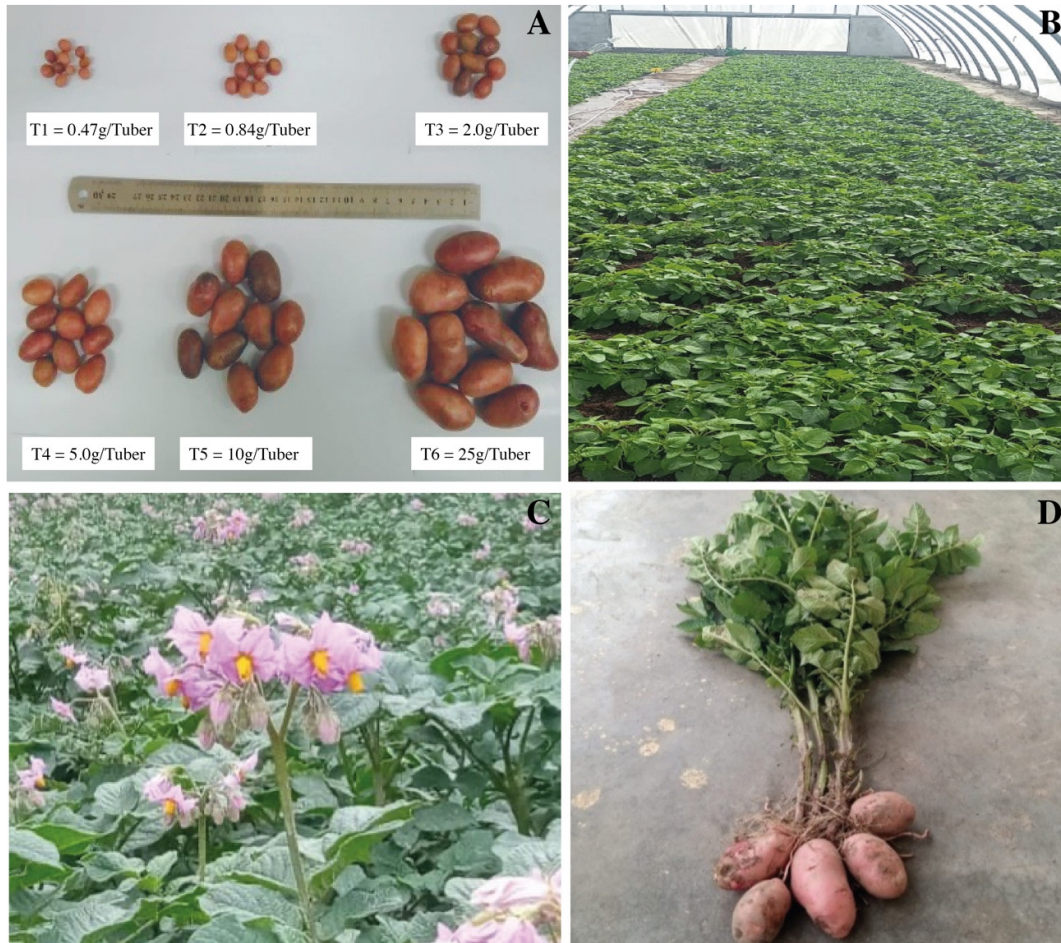 A
B
T1 = 0.47g/Tuber
T2 = 0.84g/Tuber
T3 = 2.0g/Tuber
T4 = 5.0g/Tuber
T5 = 10g/Tuber
T6 = 25g/Tuber
C
D